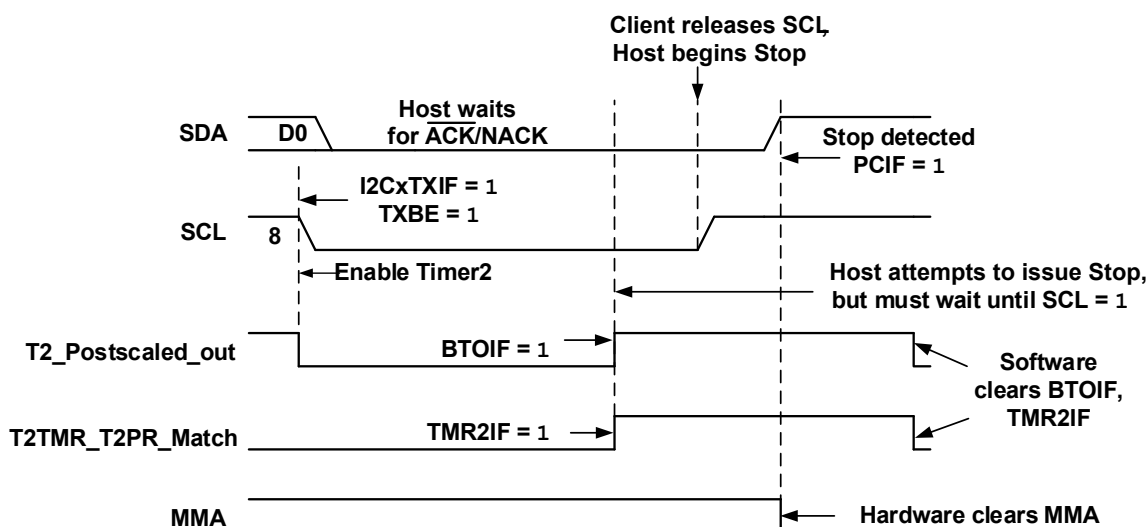 Client releases SCL,
Host begins Stop
SDA
D0
Host waits
for ACK/NACK
Stop detected
PCIF = 1
I2CxTXIF = 1
TXBE = 1
SCL
8
Enable Timer2
Host attempts to issue Stop,
but must wait until SCL = 1
T2_Postscaled_out
BTOIF = 1
Software
clears BTOIF,
TMR2IF
T2TMR_T2PR_Match
TMR2IF = 1
MMA
Hardware clears MMA